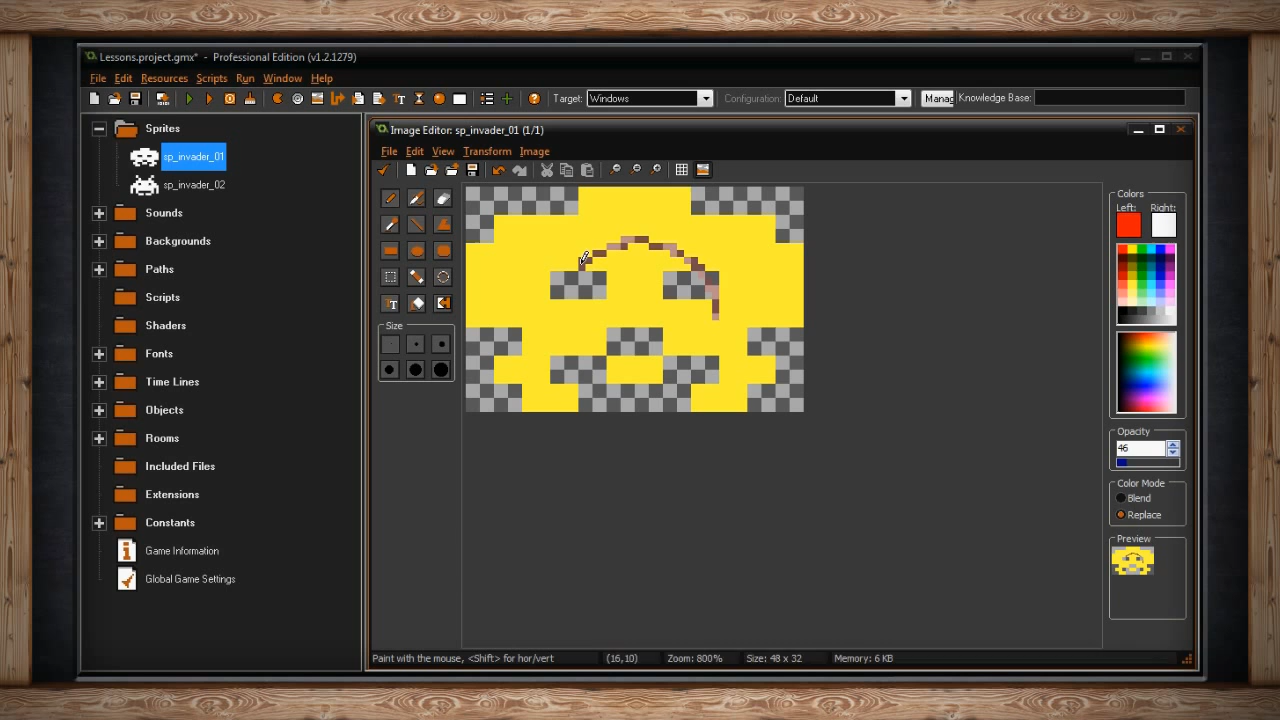 Lessons.project.gmx* - Professional Edition (v1.2.1279)
File Edit Resources Scripts Run Window Help
Target: Windows Configuration: Default Manag Knowledge Base:
Sprites
sp_invader_01
sp_invader_02
Sounds
Backgrounds
Paths
Scripts
Shaders
Fonts
Time Lines
Objects
Rooms
Included Files
Extensions
Constants
Game Information
Global Game Settings
Image Editor: sp_invader_01 (1/1)
File Edit View Transform Image
Size
Colors
Left: Right:
Opacity
46
Color Mode
Blend
Replace
Preview
Paint with the mouse, <Shift> for hor/vert (16,10) Zoom: 800% Size: 48 x 32 Memory: 6 KB